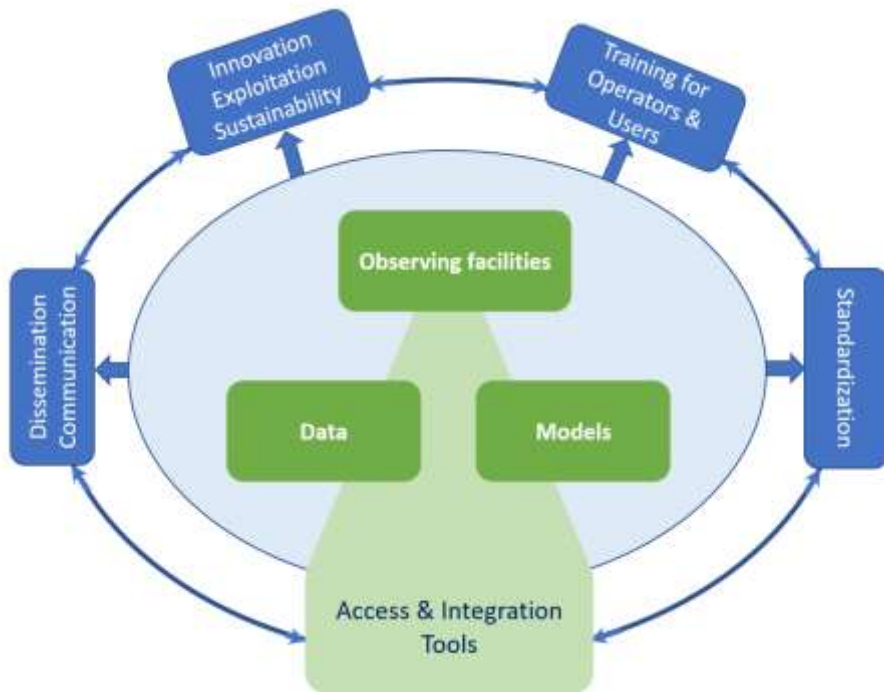 Innovation
Exploitation
Sustainability
Training for
Operators &
Users
Observing facilities
Dissemination
Communication
Data
Models
Standardization
Access & Integration
Tools